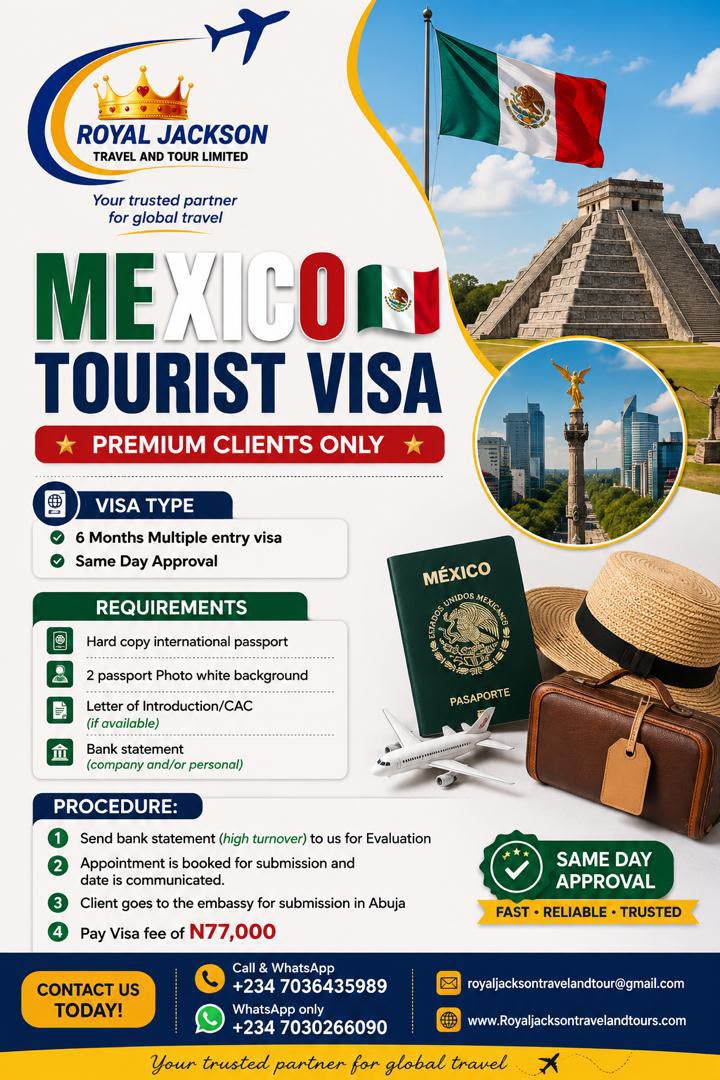 ROYAL JACKSON
TRAVEL AND TOUR LIMITED
Your trusted partner
for global travel
MEXICO
TOURIST VISA
PREMIUM CLIENTS ONLY
VISA TYPE
6 Months Multiple entry visa
Same Day Approval
REQUIREMENTS
Hard copy international passport
2 passport Photo white background
Letter of Introduction/CAC
(if available)
Bank statement
(company and/or personal)
MÉXICO
ESTADOS UNIDOS MEXICANOS
PASAPORTE
PROCEDURE:
1 Send bank statement (high turnover) to us for Evaluation
2 Appointment is booked for submission and
date is communicated.
3 Client goes to the embassy for submission in Abuja
4 Pay Visa fee of N77,000
SAME DAY
APPROVAL
FAST • RELIABLE • TRUSTED
CONTACT US
TODAY!
Call & WhatsApp
+234 7036435989
WhatsApp only
+234 7030266090
royaljacksontravelandtour@gmail.com
www.Royaljacksontravelandtours.com
Your trusted partner for global travel